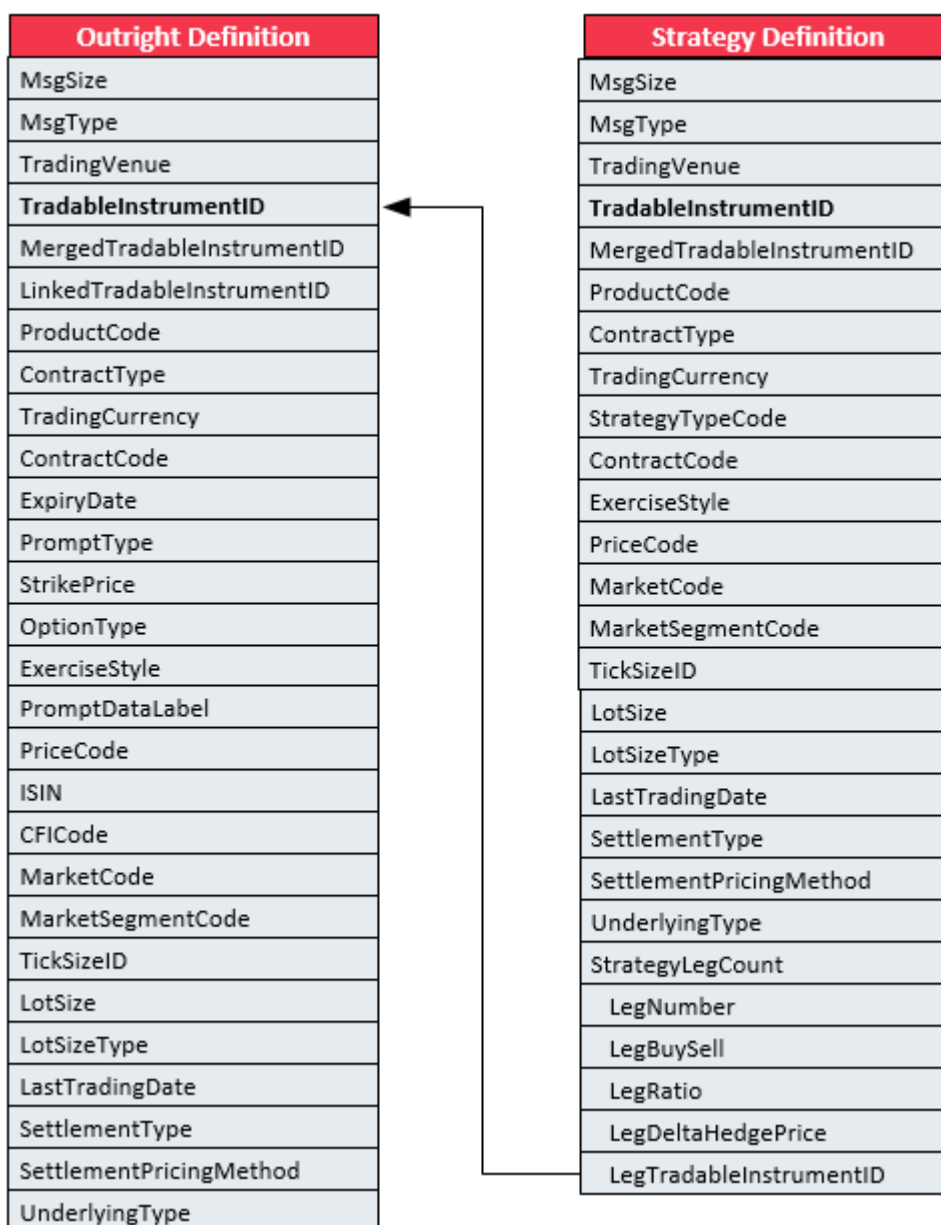 Outright Definition
MsgSize
MsgType
TradingVenue
TradableInstrumentID
MergedTradableInstrumentID
LinkedTradableInstrumentID
ProductCode
ContractType
TradingCurrency
ContractCode
ExpiryDate
PromptType
StrikePrice
OptionType
ExerciseStyle
PromptDataLabel
PriceCode
ISIN
CFICode
MarketCode
MarketSegmentCode
TickSizeID
LotSize
LotSizeType
LastTradingDate
SettlementType
SettlementPricingMethod
UnderlyingType
Strategy Definition
MsgSize
MsgType
TradingVenue
TradableInstrumentID
MergedTradableInstrumentID
ProductCode
ContractType
TradingCurrency
StrategyTypeCode
ContractCode
ExerciseStyle
PriceCode
MarketCode
MarketSegmentCode
TickSizeID
LotSize
LotSizeType
LastTradingDate
SettlementType
SettlementPricingMethod
UnderlyingType
StrategyLegCount
LegNumber
LegBuySell
LegRatio
LegDeltaHedgePrice
LegTradableInstrumentID